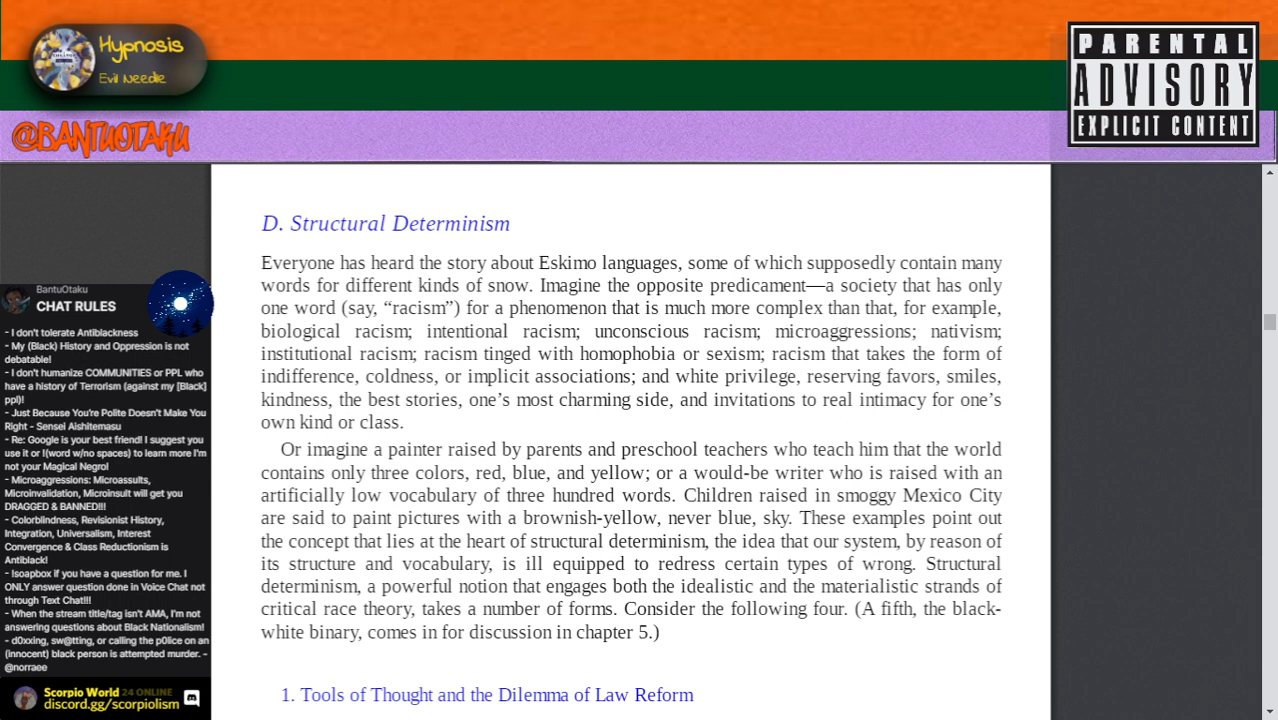 Hypnosis
Evil Needle
PARENTAL
ADVISORY
EXPLICIT CONTENT
@BANTUOTAKU
D. Structural Determinism
Everyone has heard the story about Eskimo languages, some of which supposedly contain many
words for different kinds of snow. Imagine the opposite predicament—a society that has only
one word (say, “racism”) for a phenomenon that is much more complex than that, for example,
biological racism; intentional racism; unconscious racism; microaggressions; nativism;
institutional racism; racism tinged with homophobia or sexism; racism that takes the form of
indifference, coldness, or implicit associations; and white privilege, reserving favors, smiles,
kindness, the best stories, one’s most charming side, and invitations to real intimacy for one’s
own kind or class.
Or imagine a painter raised by parents and preschool teachers who teach him that the world
contains only three colors, red, blue, and yellow; or a would-be writer who is raised with an
artificially low vocabulary of three hundred words. Children raised in smoggy Mexico City
are said to paint pictures with a brownish-yellow, never blue, sky. These examples point out
the concept that lies at the heart of structural determinism, the idea that our system, by reason of
its structure and vocabulary, is ill equipped to redress certain types of wrong. Structural
determinism, a powerful notion that engages both the idealistic and the materialistic strands of
critical race theory, takes a number of forms. Consider the following four. (A fifth, the black-
white binary, comes in for discussion in chapter 5.)
1. Tools of Thought and the Dilemma of Law Reform
BantuOtaku
CHAT RULES
- I don't tolerate Antiblackness
- My (Black) History and Oppression is not
debatable!
- I don't humanize COMMUNITIES or PPL who
have a history of Terrorism (against my [Black]
ppl)!
- Just Because You're Polite Doesn't Make You
Right - Sensei Aishitemasu
- Re: Google is your best friend! I suggest you
use it or !(word w/no spaces) to learn more I'm
not your Magical Negro!
- Microaggressions: Microassults,
Microinvalidation, Microinsult will get you
DRAGGED & BANNED!!!
- Colorblindness, Revisionist History,
Integration, Universalism, Interest
Convergence & Class Reductionism is
Antiblack!
- !soapbox if you have a question for me. I
ONLY answer question done in Voice Chat not
through Text Chat!!!
- When the stream title/tag isn't AMA, I'm not
answering questions about Black Nationalism!
- d0xxing, sw@tting, or calling the p0lice on an
(innocent) black person is attempted murder. -
@norraee
Scorpio World 24 ONLINE
discord.gg/scorpiolism